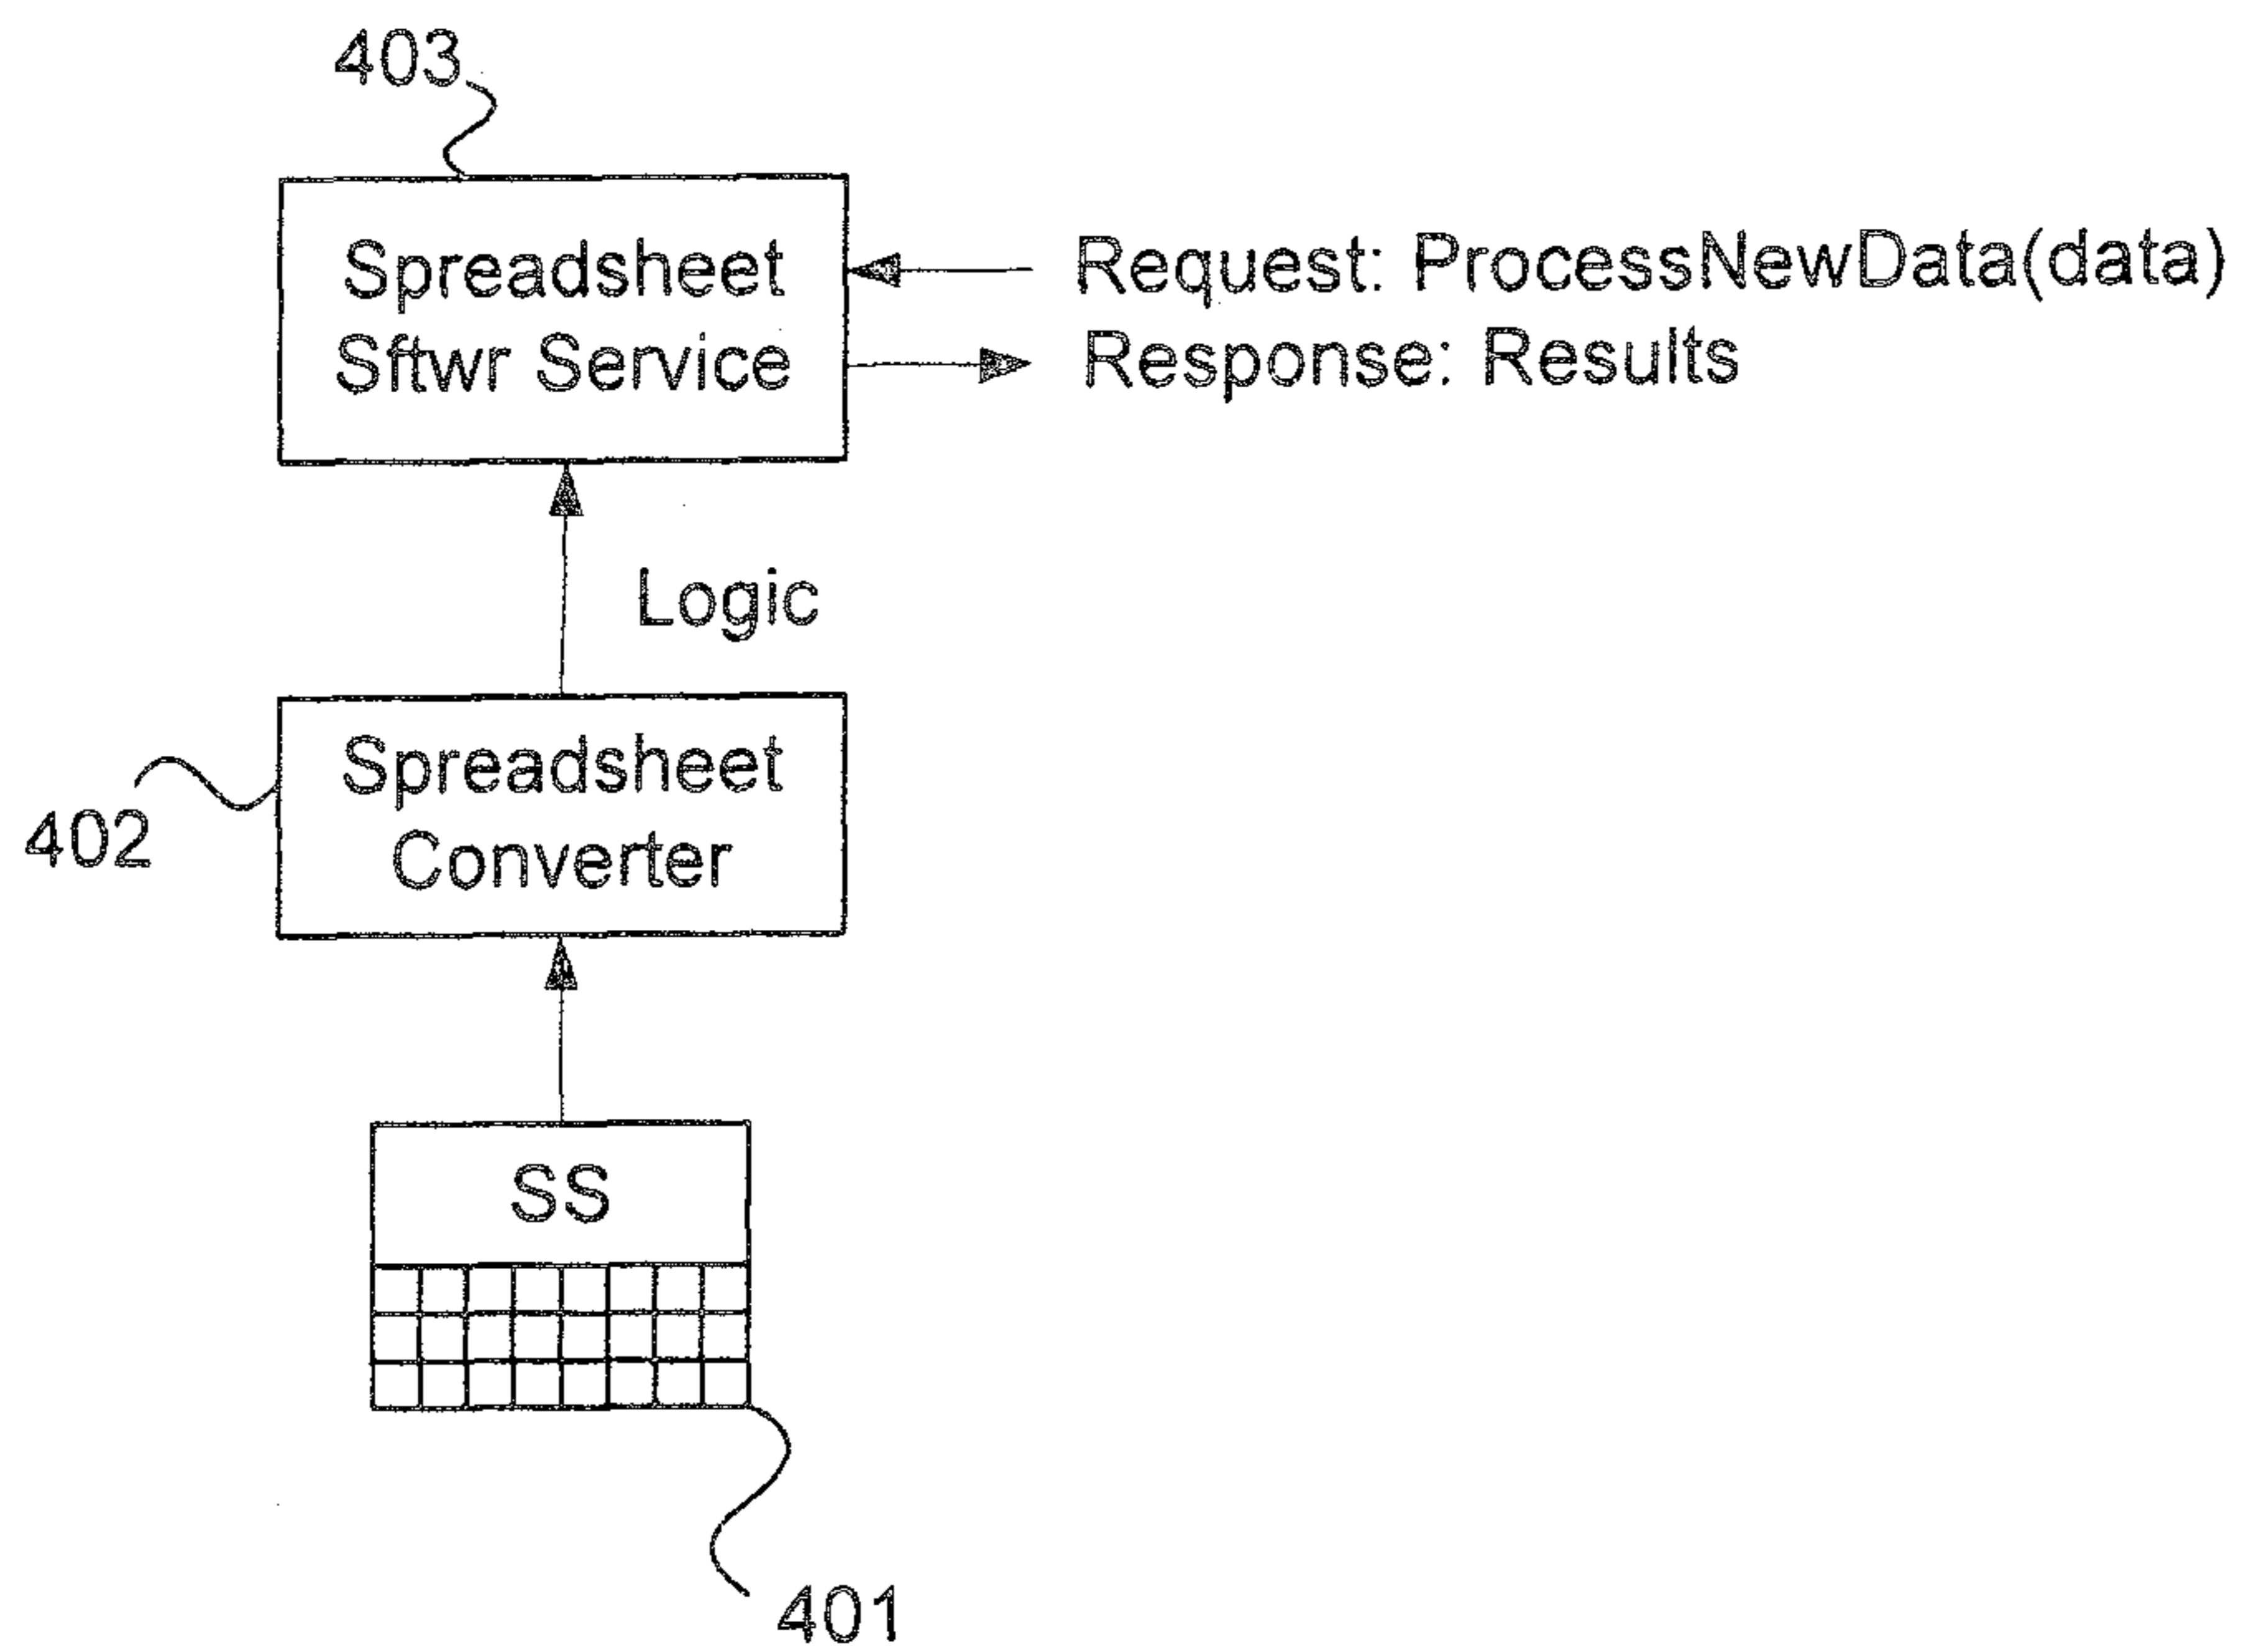 403
Spreadsheet
Sftwr Service
Request: ProcessNewData(data)
Response: Results
Logic
Spreadsheet
Converter
402
SS
401